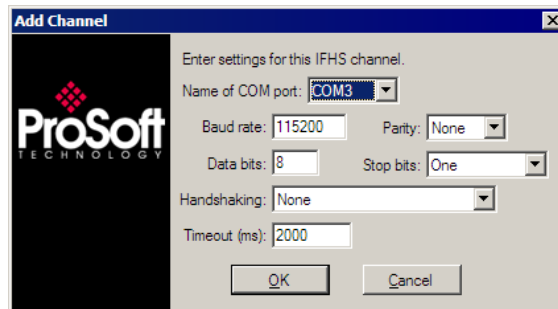 Add Channel
Enter settings for this IFHS channel.
Name of COM port: COM3
Baud rate: 115200 Parity: None
Data bits: 8 Stop bits: One
Handshaking: None
Timeout (ms): 2000
OK Cancel
ProSoft
TECHNOLOGY